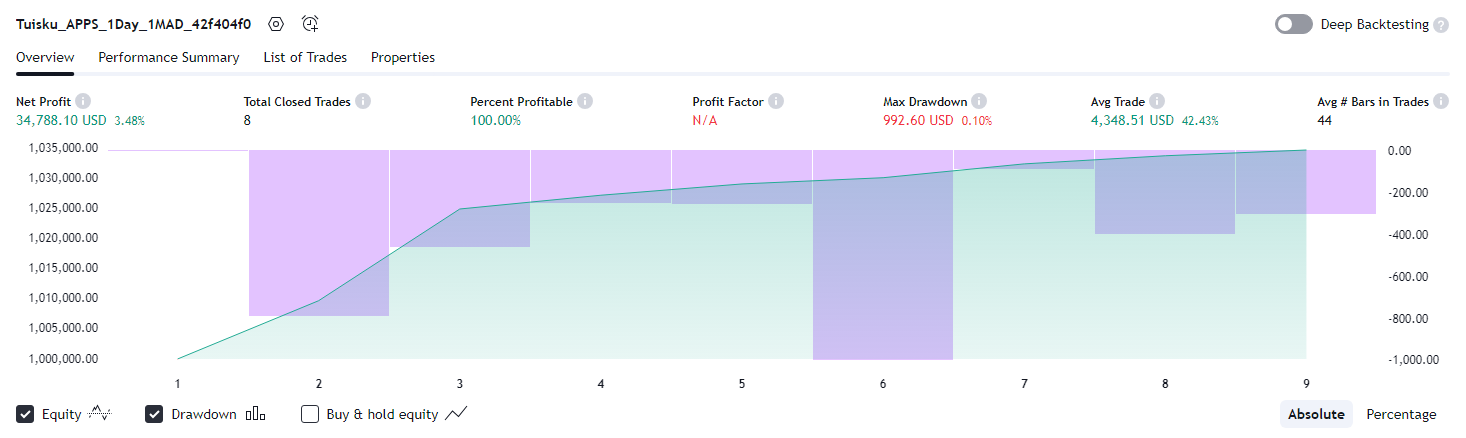 Tuisku_APPS_1Day_1MAD_42f404f0 Deep Backtesting ?
Overview Performance Summary List of Trades Properties
Net Profit i Total Closed Trades i Percent Profitable i Profit Factor i Max Drawdown i Avg Trade i Avg # Bars in Trades i
34,788.10 USD 3.48% 8 100.00% N/A 992.60 USD 0.10% 4,348.51 USD 42.43% 44
1,035,000.00 0.00
1,030,000.00
1,025,000.00 -200.00
1,020,000.00 -400.00
1,015,000.00
1,010,000.00 -600.00
1,005,000.00 -800.00
1,000,000.00 -1,000.00
1 2 3 4 5 6 7 8 9
Equity Drawdown Buy & hold equity Absolute Percentage